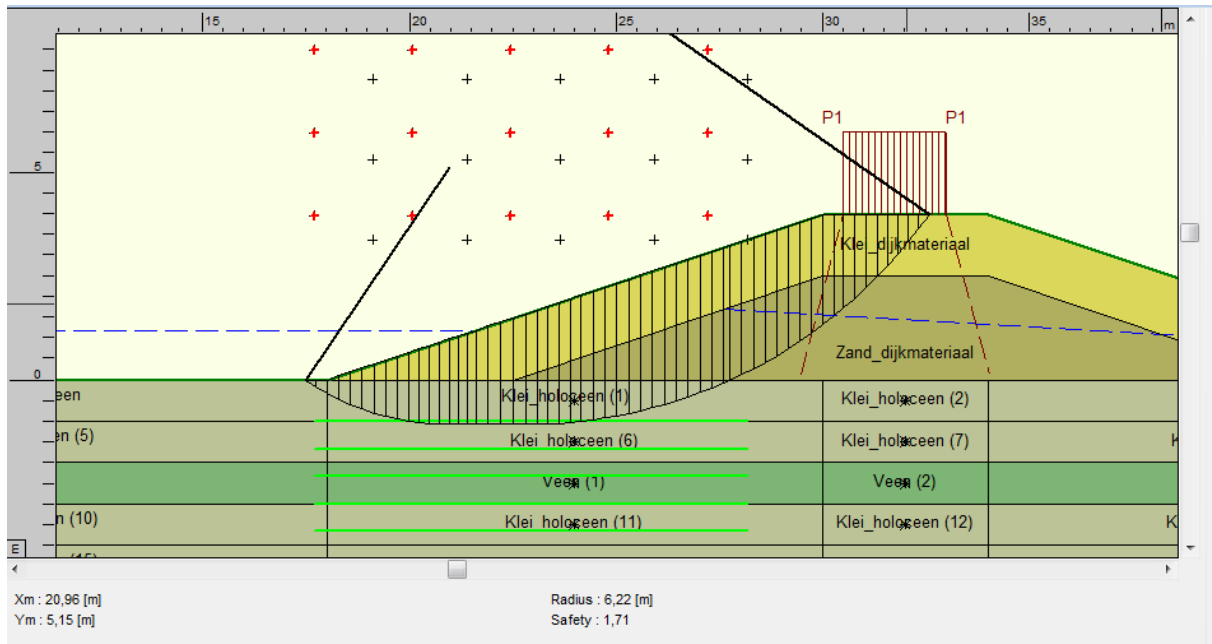 15 20 25 30 35 m
P1 P1
5
Klei_dijkmateriaal
Zand_dijkmateriaal
0
een Klei_holoceen (1) Klei_holoceen (2)
en (5) Klei_holoceen (6) Klei_holoceen (7) K
Veen (1) Veen (2)
n (10) Klei_holoceen (11) Klei_holoceen (12) K
E
Xm : 20,96 [m] Radius : 6,22 [m]
Ym : 5,15 [m] Safety : 1,71